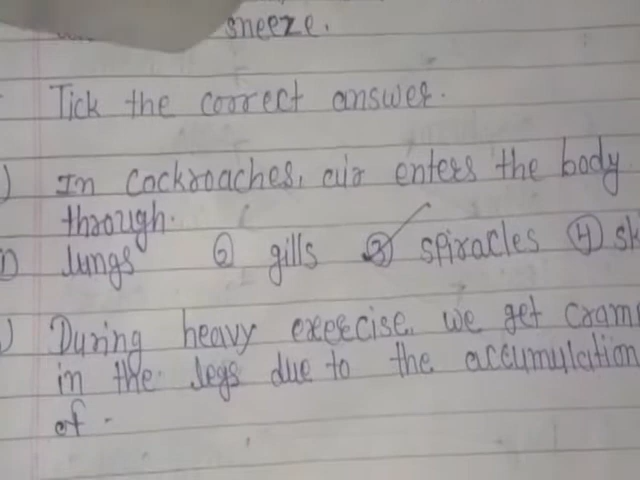 sneeze.
Tick the correct answer.
In Cockroaches, air enters the body
through.
lungs ② gills ③ spiracles ④
During heavy exercise, we get
in the legs due to the accumulation
of -